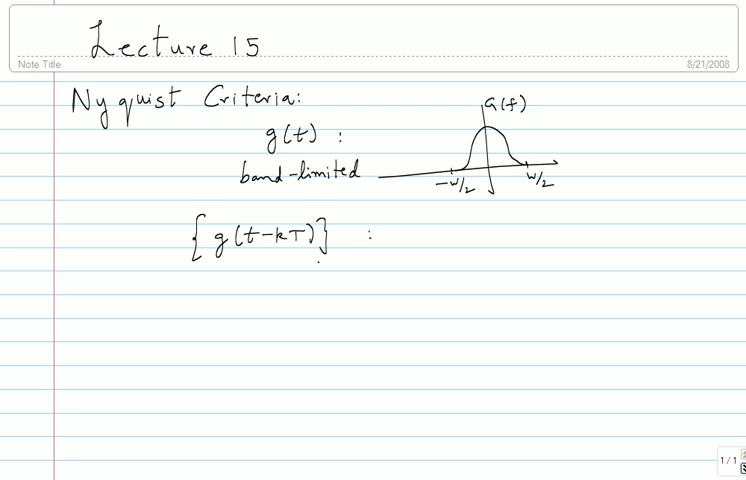 Lecture 15
Note Title
8/21/2008
Nyquist Criteria:
G(f)
g(t) :
band-limited
-W/2
W/2
{g(t-kT)} :
1/1